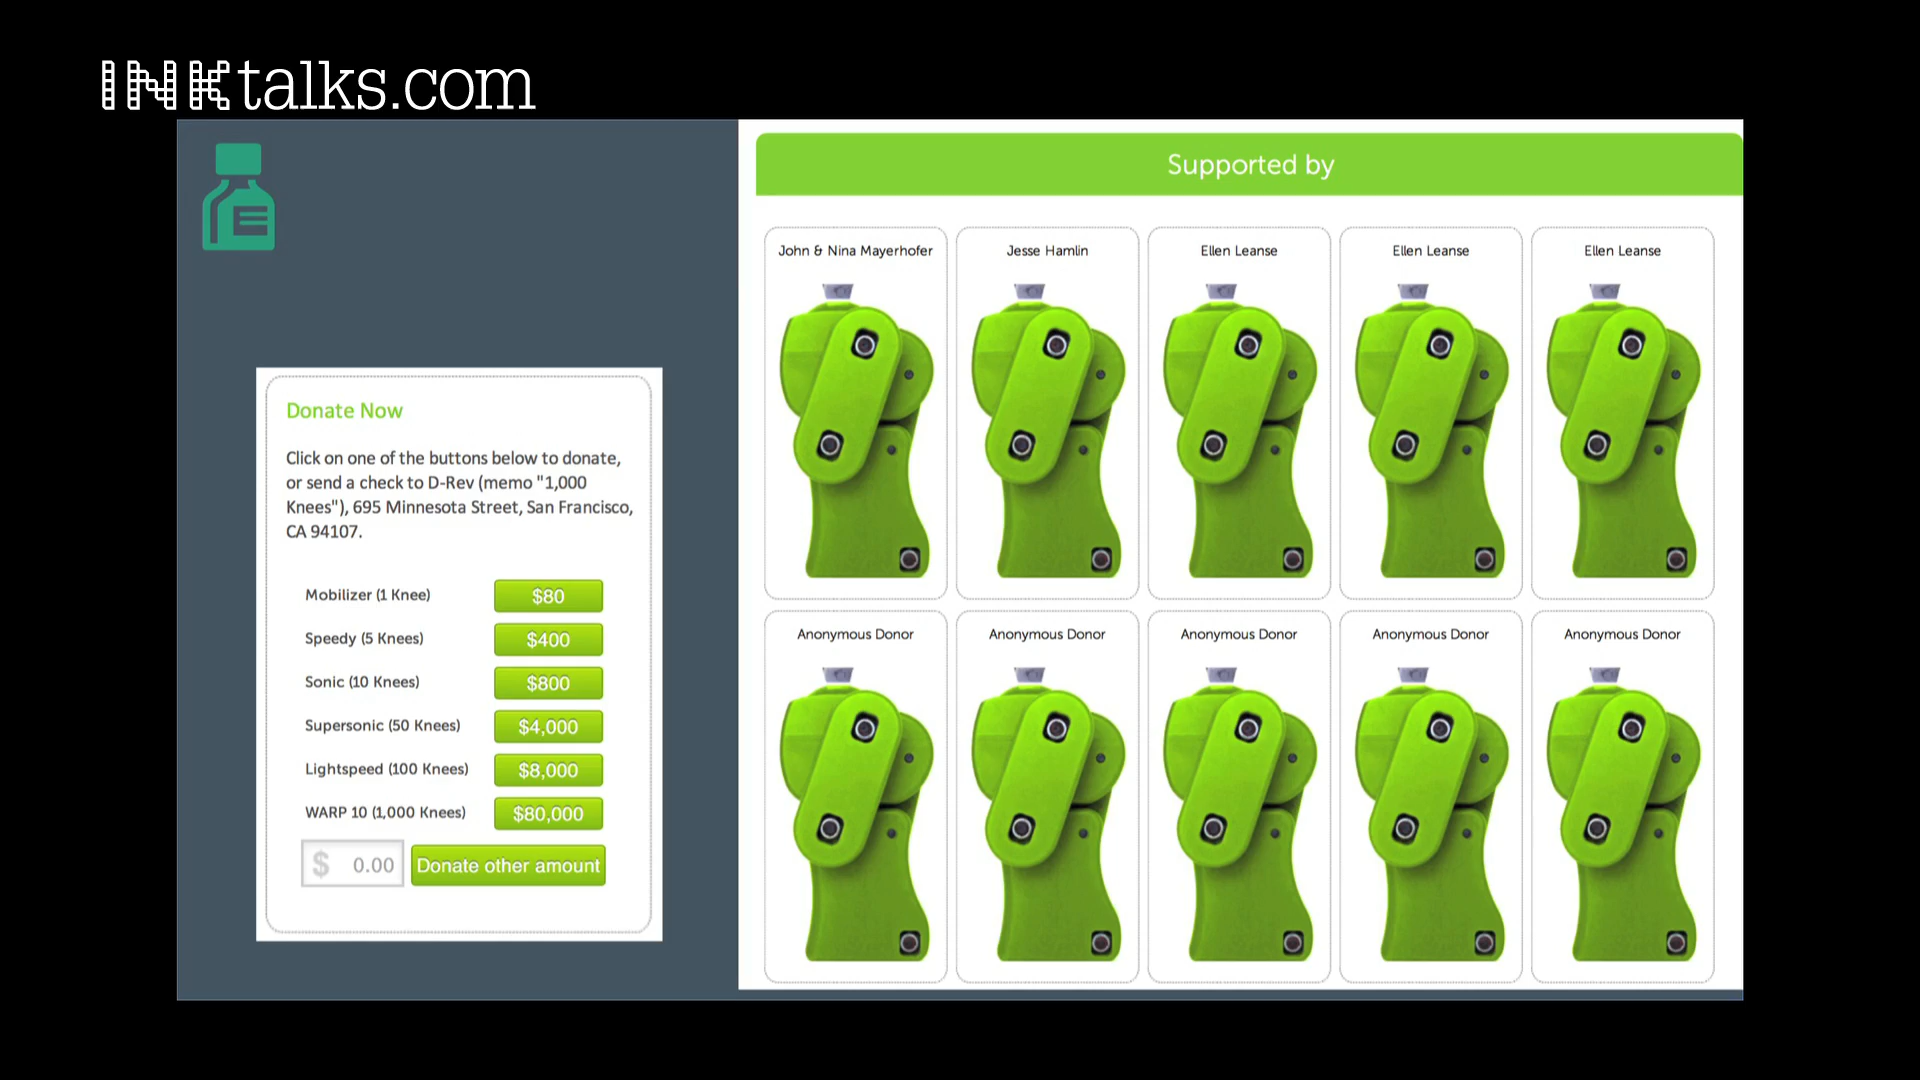 INKtalks.com
Supported by
John & Nina Mayerhofer
Jesse Hamlin
Ellen Leanse
Ellen Leanse
Ellen Leanse
Donate Now
Click on one of the buttons below to donate,
or send a check to D-Rev (memo "1,000
Knees"), 695 Minnesota Street, San Francisco,
CA 94107.
Mobilizer (1 Knee) $80
Speedy (5 Knees) $400
Sonic (10 Knees) $800
Supersonic (50 Knees) $4,000
Lightspeed (100 Knees) $8,000
WARP 10 (1,000 Knees) $80,000
$ 0.00 Donate other amount
Anonymous Donor
Anonymous Donor
Anonymous Donor
Anonymous Donor
Anonymous Donor